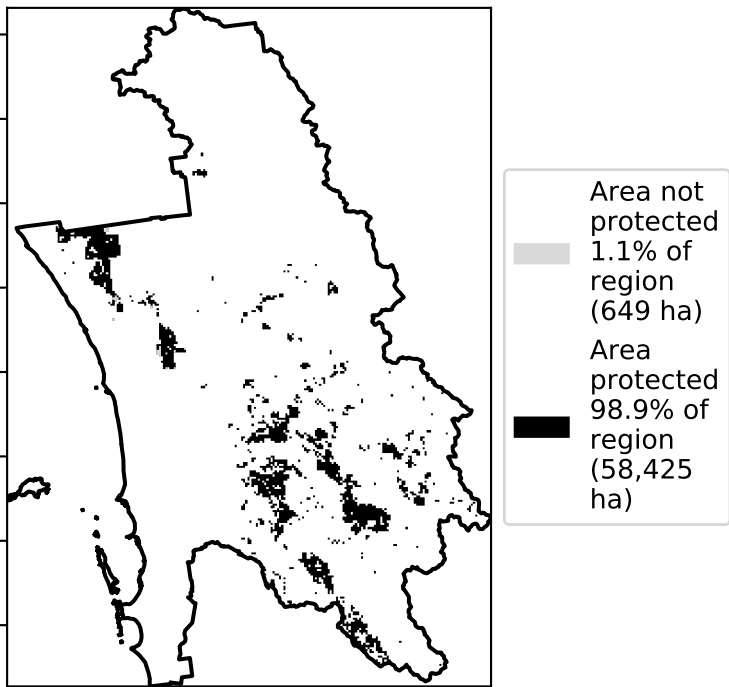 Area not
protected
1.1% of
region
(649 ha)
Area
protected
98.9% of
region
(58,425
ha)